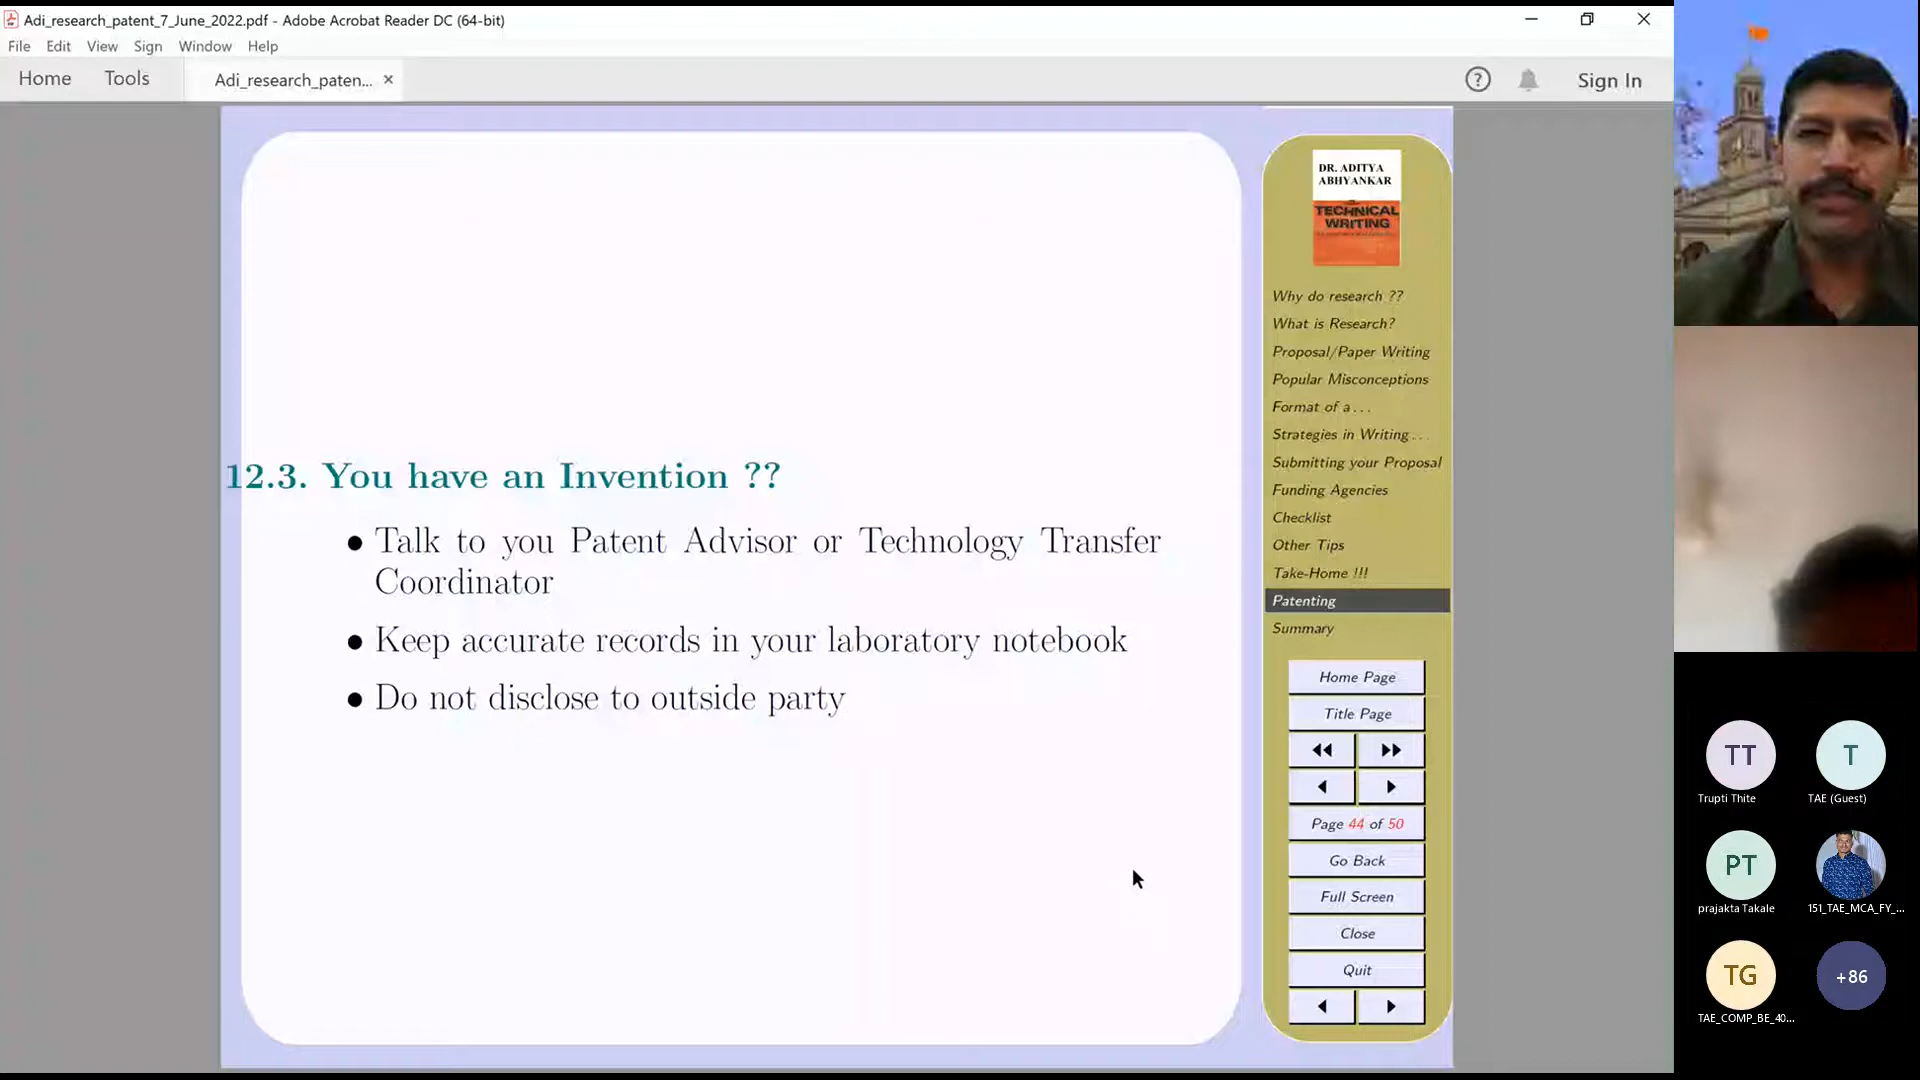 Adi_research_patent_7_June_2022.pdf - Adobe Acrobat Reader DC (64-bit)
File Edit View Sign Window Help
Home Tools Adi_research_paten... Sign In
12.3. You have an Invention ??
Talk to you Patent Advisor or Technology Transfer
Coordinator
Keep accurate records in your laboratory notebook
Do not disclose to outside party
DR. ADITYA
ABHYANKAR
TECHNICAL
WRITING
Why do research ??
What is Research?
Proposal/Paper Writing
Popular Misconceptions
Format of a . . .
Strategies in Writing . . .
Submitting your Proposal
Funding Agencies
Checklist
Other Tips
Take-Home !!!
Patenting
Summary
Home Page
Title Page
Page 44 of 50
Go Back
Full Screen
Close
Quit
TT T
Trupti Thite TAE (Guest)
PT
prajakta Takale 151_TAE_MCA_FY_...
TG +86
TAE_COMP_BE_40...